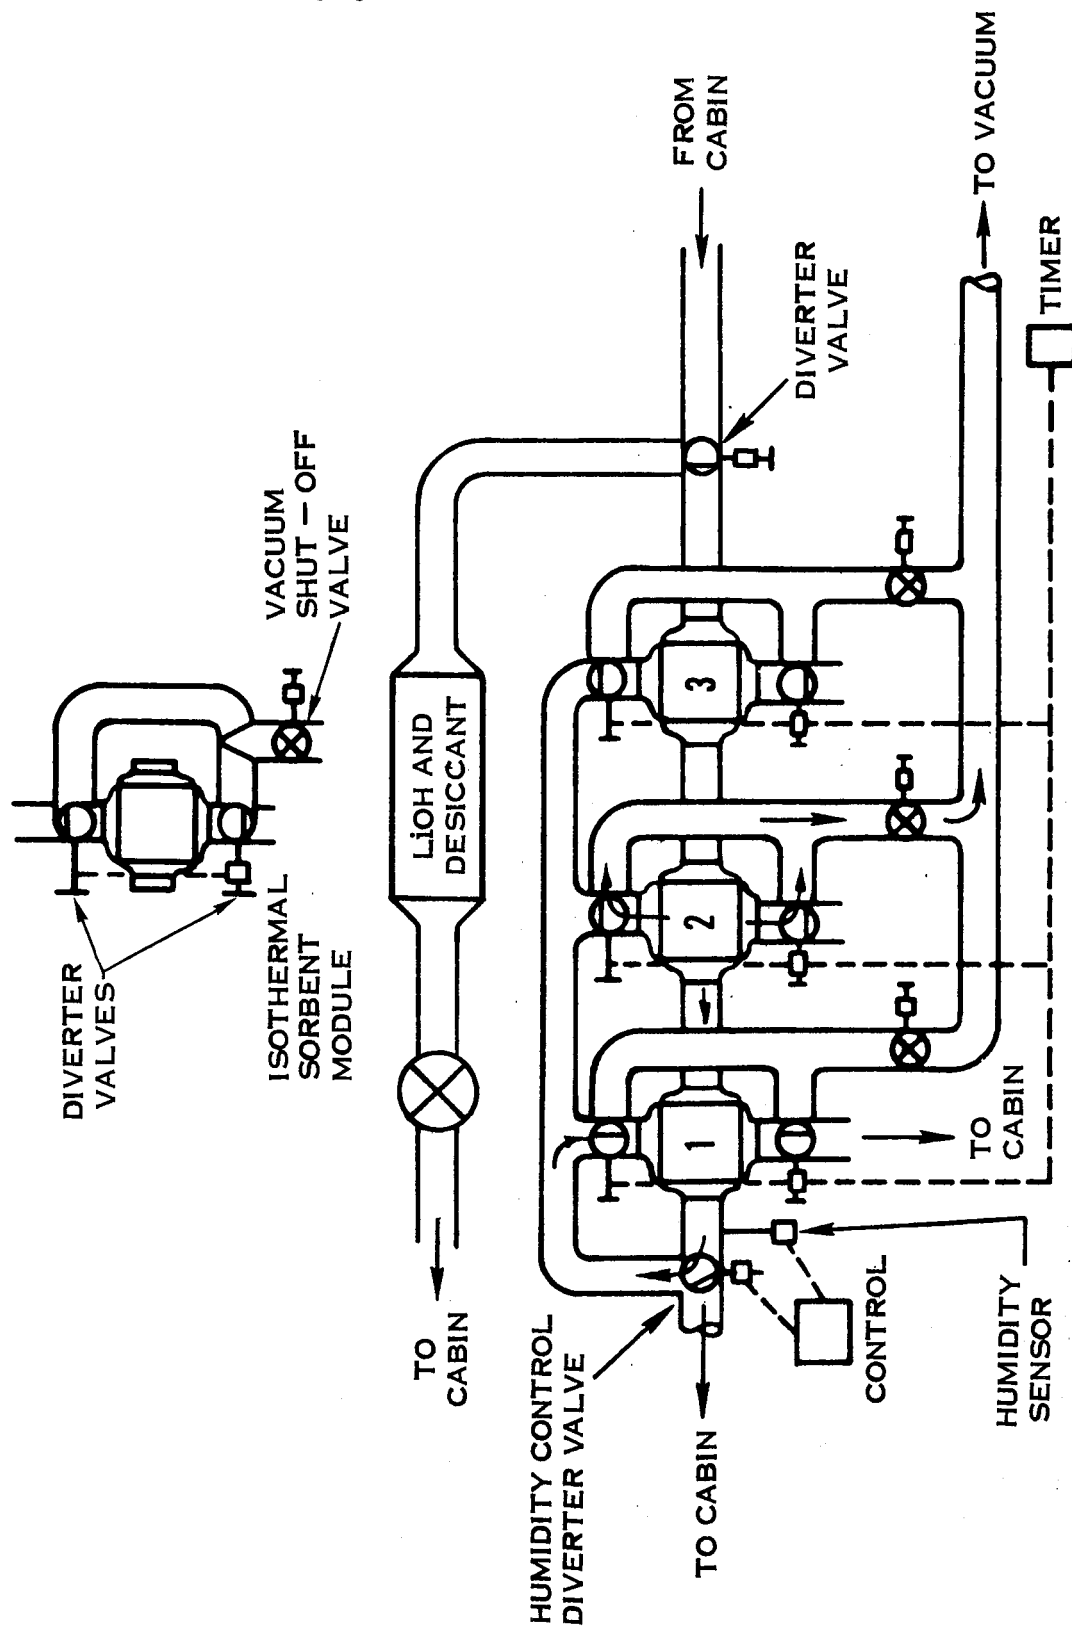 DIVERTER
VALVES
ISOTHERMAL
SORBENT
MODULE
VACUUM
SHUT - OFF
VALVE
TO
CABIN
LiOH AND
DESICCANT
FROM
CABIN
DIVERTER
VALVE
HUMIDITY CONTROL
DIVERTER VALVE
1
2
3
TO CABIN
CONTROL
HUMIDITY
SENSOR
TO
CABIN
TO VACUUM
TIMER